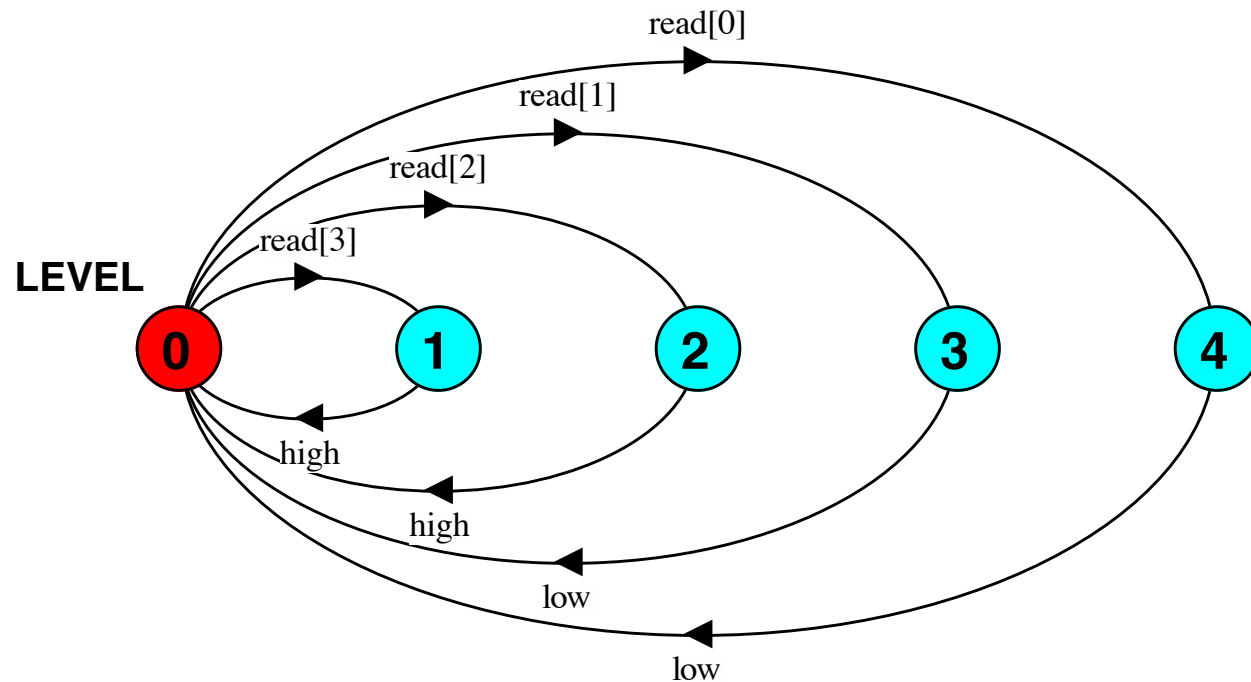 read[0]
read[1]
read[2]
read[3]
LEVEL
0 1 2 3 4
high
high
low
low